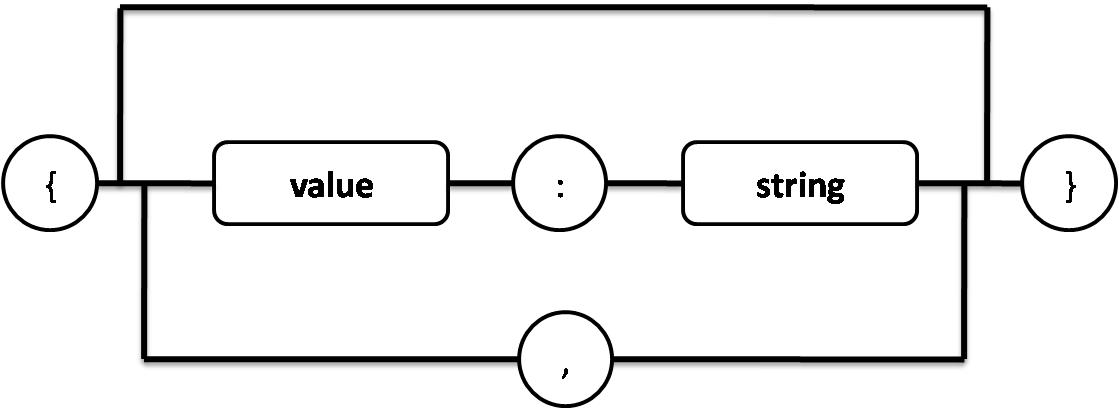 { value : string }
,